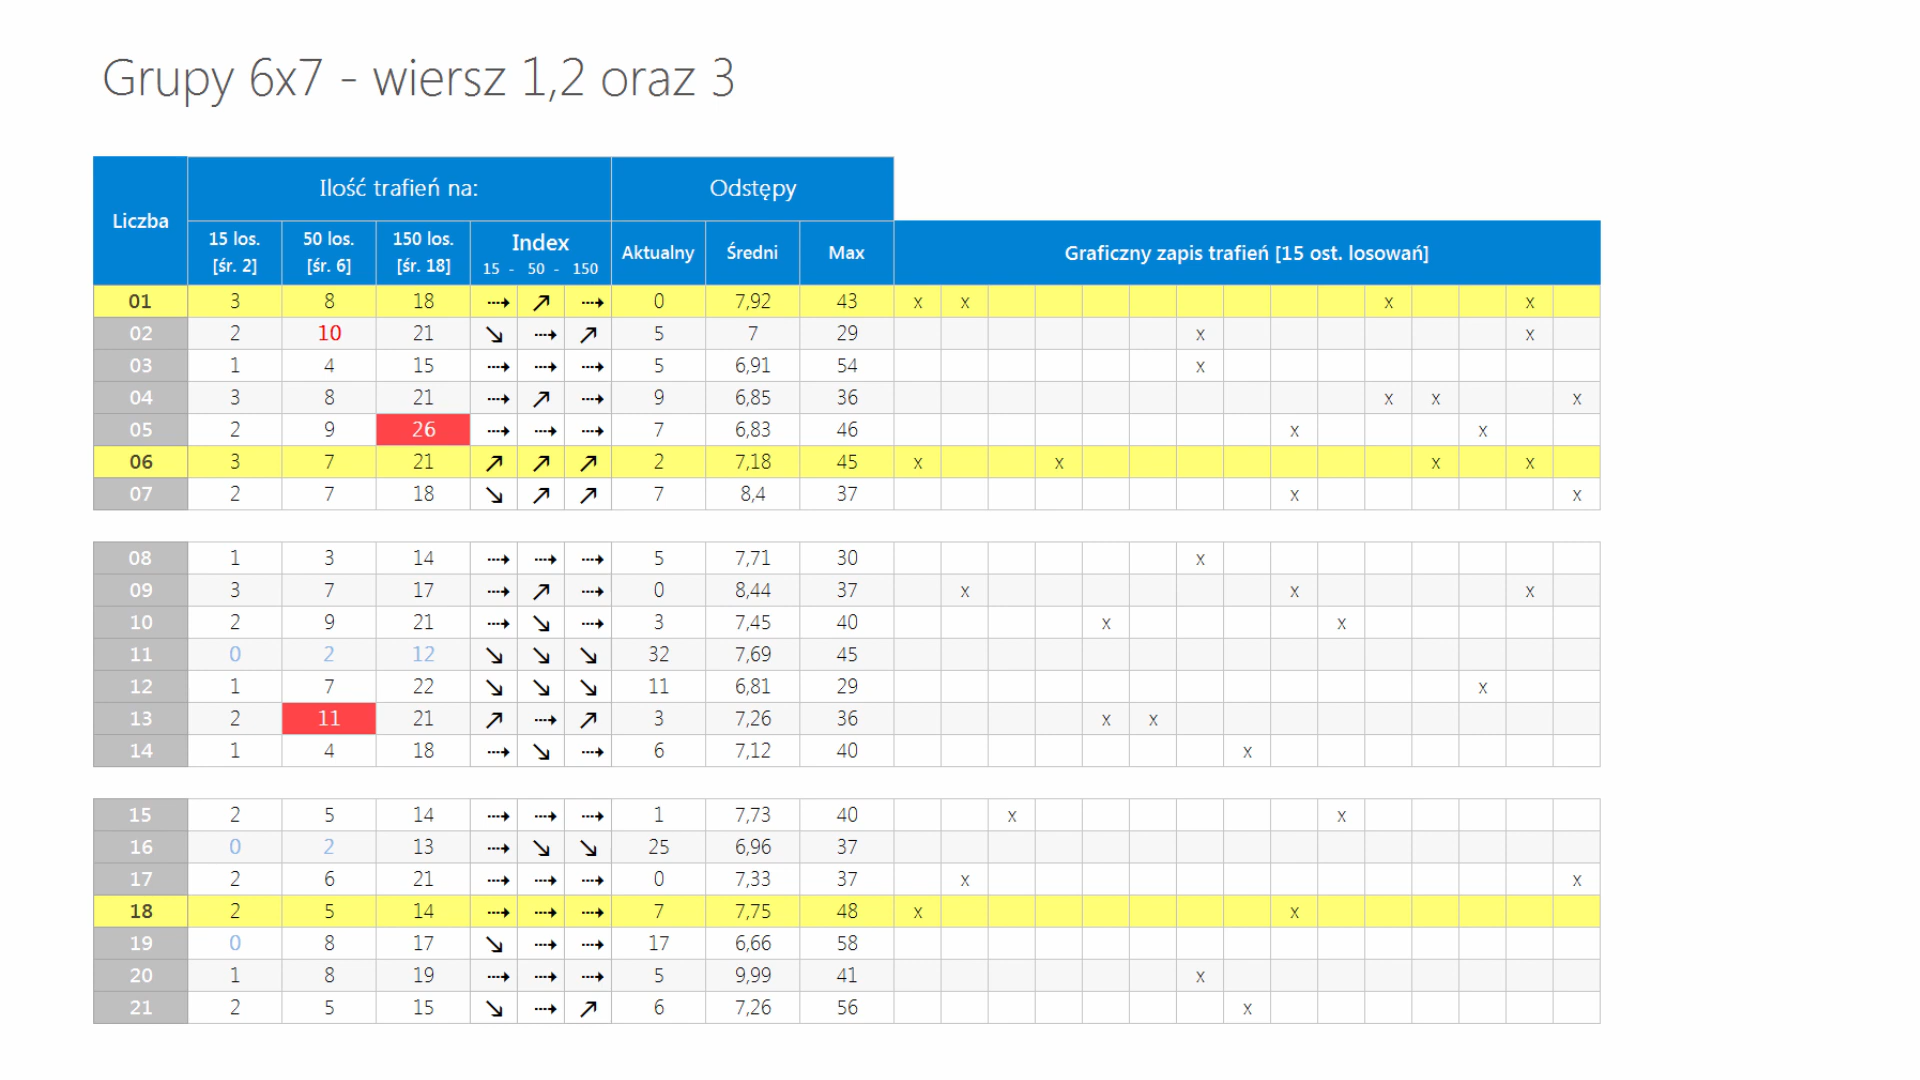 Grupy 6x7 - wiersz 1,2 oraz 3
Liczba Ilość trafień na: Odstępy
15 los. [śr. 2] 50 los. [śr. 6] 150 los. [śr. 18] Index 15 - 50 - 150 Aktualny Średni Max Graficzny zapis trafień [15 ost. losowań]
01 3 8 18 ⤏ ↗ ⤏ 0 7,92 43 x x x x
02 2 10 21 ↘ ⤏ ↗ 5 7 29 x x
03 1 4 15 ⤏ ⤏ ⤏ 5 6,91 54 x
04 3 8 21 ⤏ ↗ ⤏ 9 6,85 36 x x x
05 2 9 26 ⤏ ⤏ ⤏ 7 6,83 46 x x
06 3 7 21 ↗ ↗ ↗ 2 7,18 45 x x x x
07 2 7 18 ↘ ↗ ↗ 7 8,4 37 x x
08 1 3 14 ⤏ ⤏ ⤏ 5 7,71 30 x
09 3 7 17 ⤏ ↗ ⤏ 0 8,44 37 x x x
10 2 9 21 ⤏ ↘ ⤏ 3 7,45 40 x x
11 0 2 12 ↘ ↘ ↘ 32 7,69 45
12 1 7 22 ↘ ↘ ↘ 11 6,81 29 x
13 2 11 21 ↗ ⤏ ↗ 3 7,26 36 x x
14 1 4 18 ⤏ ↘ ⤏ 6 7,12 40 x
15 2 5 14 ⤏ ⤏ ⤏ 1 7,73 40 x x
16 0 2 13 ⤏ ↘ ↘ 25 6,96 37
17 2 6 21 ⤏ ⤏ ⤏ 0 7,33 37 x x
18 2 5 14 ⤏ ⤏ ⤏ 7 7,75 48 x x
19 0 8 17 ↘ ⤏ ⤏ 17 6,66 58
20 1 8 19 ⤏ ⤏ ⤏ 5 9,99 41 x
21 2 5 15 ↘ ⤏ ↗ 6 7,26 56 x